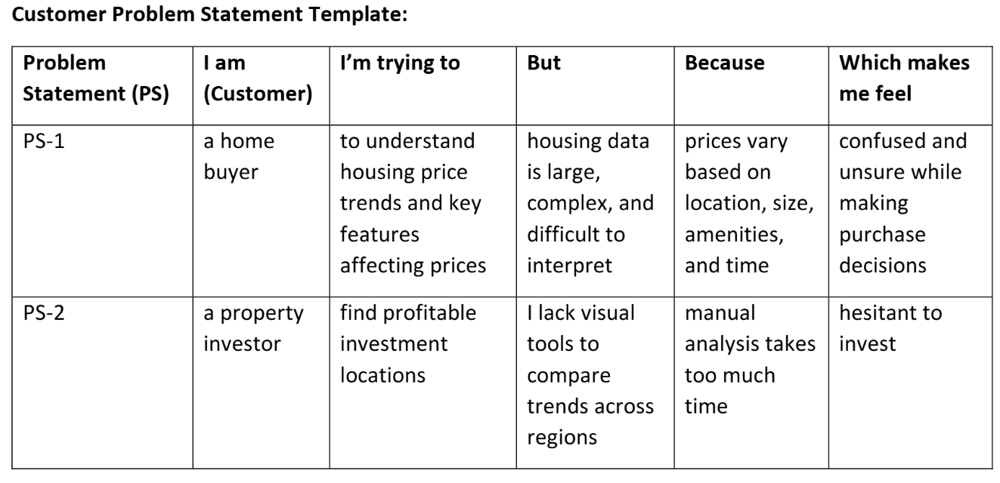 Customer Problem Statement Template:
Problem
Statement (PS)
I am
(Customer)
I’m trying to
But
Because
Which makes
me feel
PS-1
a home
buyer
to understand
housing price
trends and key
features
affecting prices
housing data
is large,
complex, and
difficult to
interpret
prices vary
based on
location, size,
amenities,
and time
confused and
unsure while
making
purchase
decisions
PS-2
a property
investor
find profitable
investment
locations
I lack visual
tools to
compare
trends across
regions
manual
analysis takes
too much
time
hesitant to
invest